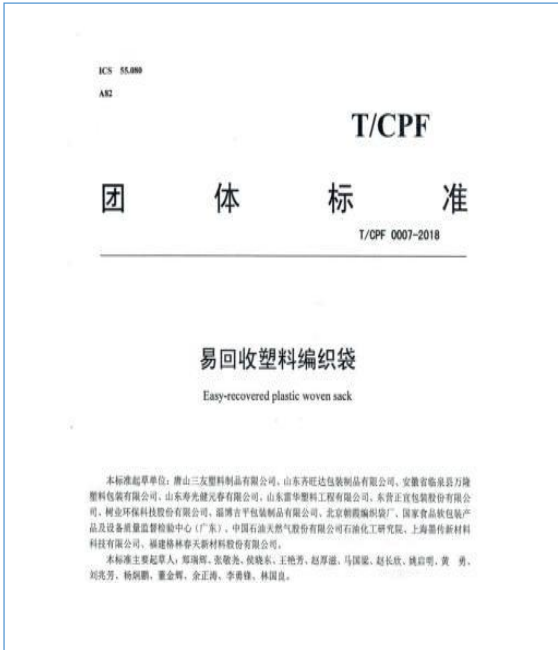 ICS 55.080
A82
T/CPF
团 体 标 准
T/CPF 0007-2018
易回收塑料编织袋
Easy-recovered plastic woven sack
本标准起草单位：唐山三友塑料制品有限公司、山东齐旺达包装制品有限公司、安徽省临泉县万隆
塑料包装有限公司、山东寿光健元春有限公司、山东雷华塑料工程有限公司、东营正宜包装股份有限公
司、树业环保科技股份有限公司、淄博吉平包装制品有限公司、北京朝霞编织袋厂、国家食品软包装产
品及设备质量监督检验中心（广东）、中国石油天然气股份有限公司石油化工研究院、上海墨传新材料
科技有限公司、福建格林春天新材料股份有限公司。
本标准主要起草人：郑瑞辉、张敬尧、侯晓东、王艳芳、赵厚滋、马国梁、赵长欣、姚启明、黄 勇、
刘兆芳、杨炯鹏、董金辉、余正涛、李勇锋、林国良。